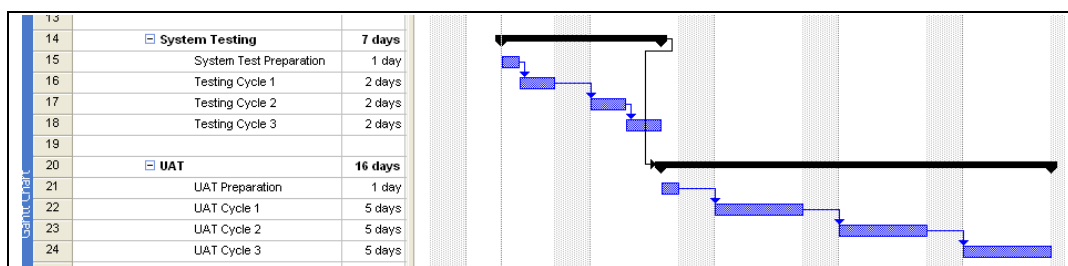 13
14 System Testing 7 days
15 System Test Preparation 1 day
16 Testing Cycle 1 2 days
17 Testing Cycle 2 2 days
18 Testing Cycle 3 2 days
19
20 UAT 16 days
21 UAT Preparation 1 day
22 UAT Cycle 1 5 days
23 UAT Cycle 2 5 days
24 UAT Cycle 3 5 days
Gantt Chart